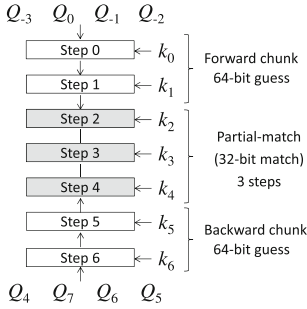 Q-3 Q0 Q-1 Q-2
Step 0 k0
Step 1 k1
Forward chunk
64-bit guess
Step 2 k2
Step 3 k3
Step 4 k4
Partial-match
(32-bit match)
3 steps
Step 5 k5
Step 6 k6
Backward chunk
64-bit guess
Q4 Q7 Q6 Q5